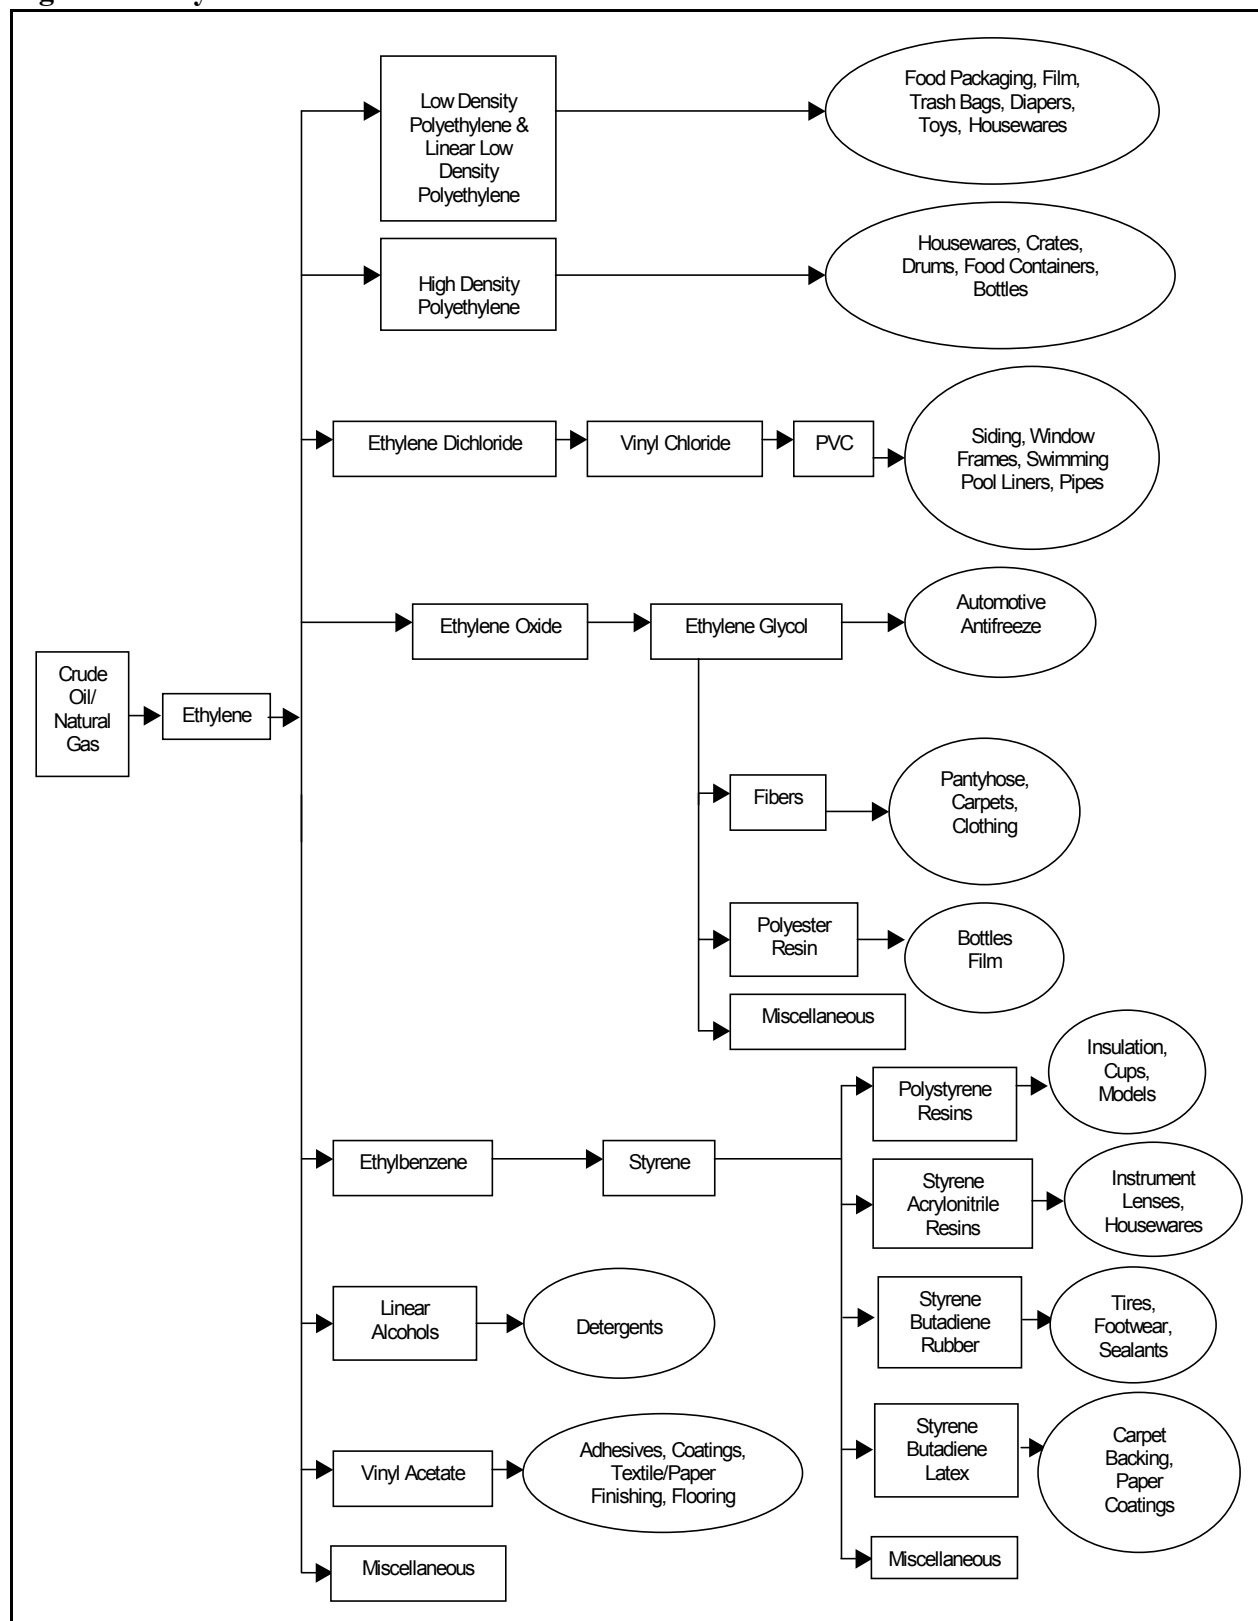 Low Density
Polyethylene &
Linear Low
Density
Polyethylene
Food Packaging, Film,
Trash Bags, Diapers,
Toys, Housewares
High Density
Polyethylene
Housewares, Crates,
Drums, Food Containers,
Bottles
Ethylene Dichloride
Vinyl Chloride
PVC
Siding, Window
Frames, Swimming
Pool Liners, Pipes
Ethylene Oxide
Ethylene Glycol
Automotive
Antifreeze
Crude
Oil/
Natural
Gas
Ethylene
Fibers
Pantyhose,
Carpets,
Clothing
Polyester
Resin
Bottles
Film
Miscellaneous
Ethylbenzene
Styrene
Polystyrene
Resins
Insulation,
Cups,
Models
Styrene
Acrylonitrile
Resins
Instrument
Lenses,
Housewares
Linear
Alcohols
Detergents
Styrene
Butadiene
Rubber
Tires,
Footwear,
Sealants
Vinyl Acetate
Adhesives, Coatings,
Textile/Paper
Finishing, Flooring
Styrene
Butadiene
Latex
Carpet
Backing,
Paper
Coatings
Miscellaneous
Miscellaneous